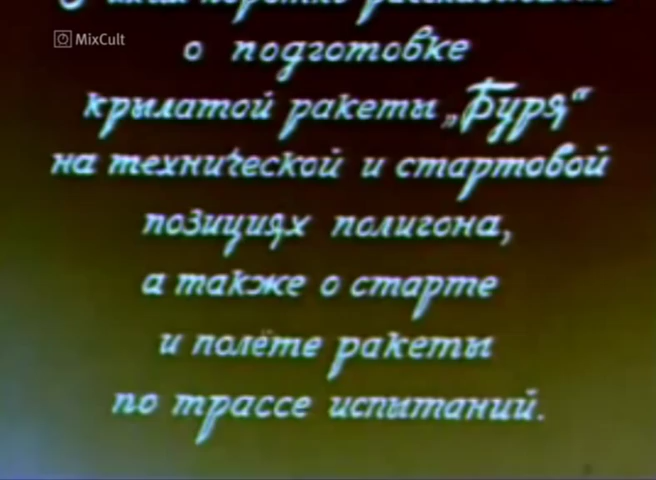 MixCult
о подготовке
крылатой ракеты „Буря“
на технической и стартовой
позициях полигона,
а также о старте
и полёте ракеты
по трассе испытаний.